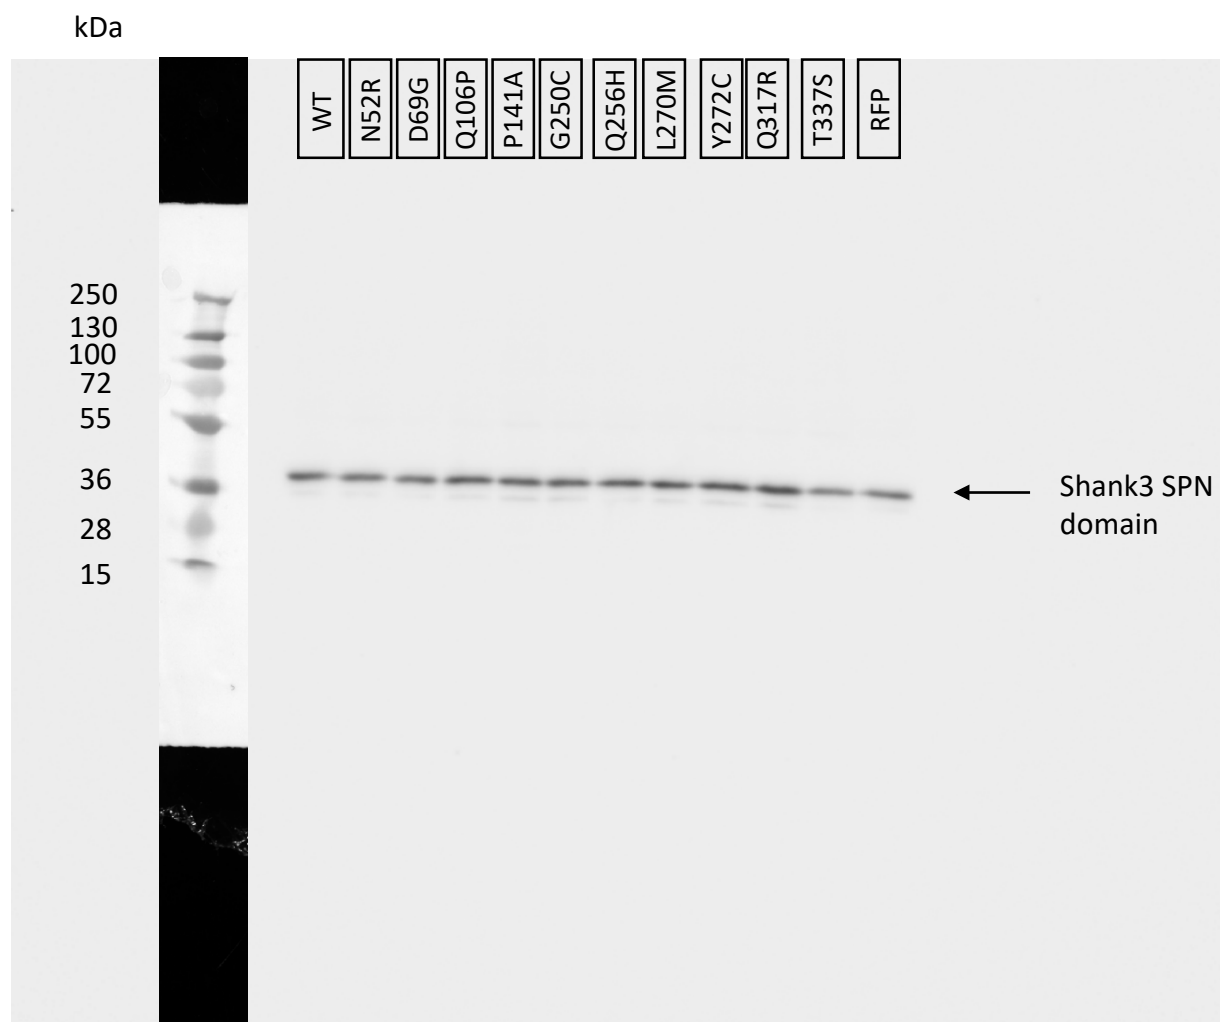 kDa
WT
N52R
D69G
Q106P
P141A
G250C
Q256H
L270M
Y272C
Q317R
T337S
RFP
250
130
100
72
55
36
28
15
Shank3 SPN
domain